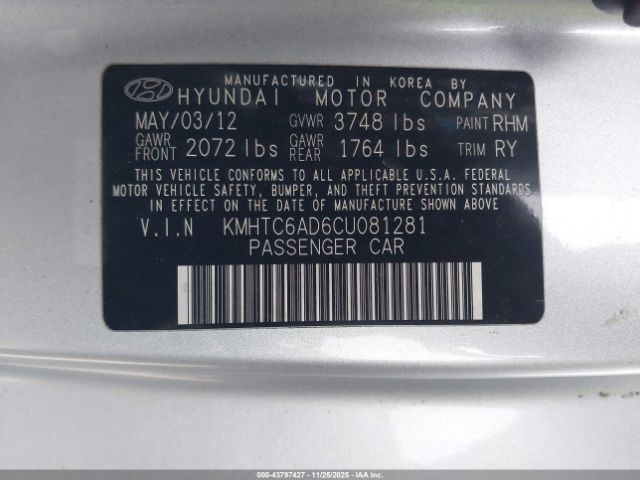 MANUFACTURED IN KOREA BY
HYUNDAI MOTOR COMPANY
MAY/03/12 GVWR 3748 lbs PAINT RHM
GAWR FRONT 2072 lbs GAWR REAR 1764 lbs TRIM RY
THIS VEHICLE CONFORMS TO ALL APPLICABLE U.S.A. FEDERAL
MOTOR VEHICLE SAFETY, BUMPER, AND THEFT PREVENTION STANDARDS
IN EFFECT ON THE DATE OF MANUFACTURE SHOWN ABOVE.
V.I.N KMHTC6AD6CU081281
PASSENGER CAR
000-43797427 - 11/25/2025 - IAAI.com